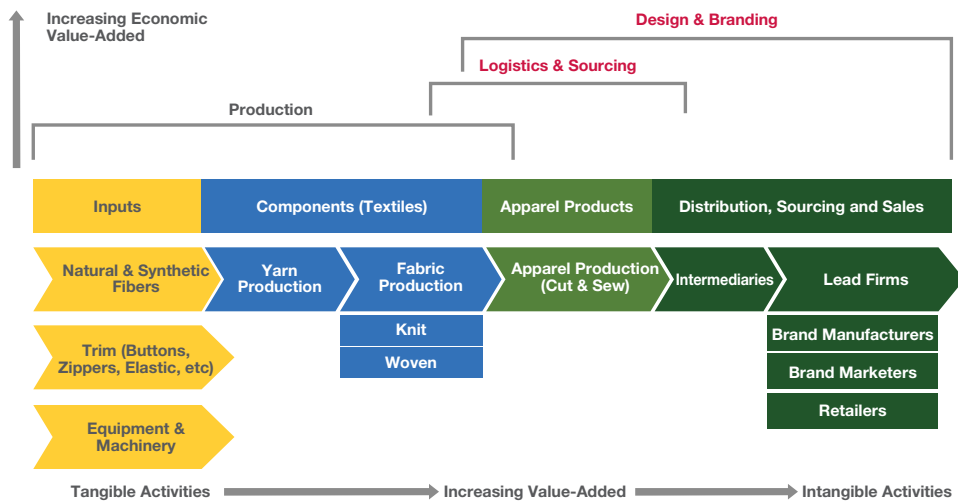 Increasing Economic
Value-Added
Design & Branding
Logistics & Sourcing
Production
Inputs
Components (Textiles)
Apparel Products
Distribution, Sourcing and Sales
Natural & Synthetic
Fibers
Yarn
Production
Fabric
Production
Apparel Production
(Cut & Sew)
Intermediaries
Lead Firms
Knit
Woven
Brand Manufacturers
Brand Marketers
Retailers
Trim (Buttons,
Zippers, Elastic, etc)
Equipment &
Machinery
Tangible Activities
Increasing Value-Added
Intangible Activities